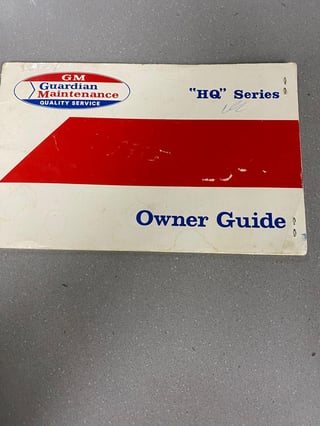 GM
Guardian
Maintenance
QUALITY SERVICE
"HQ" Series
Owner Guide